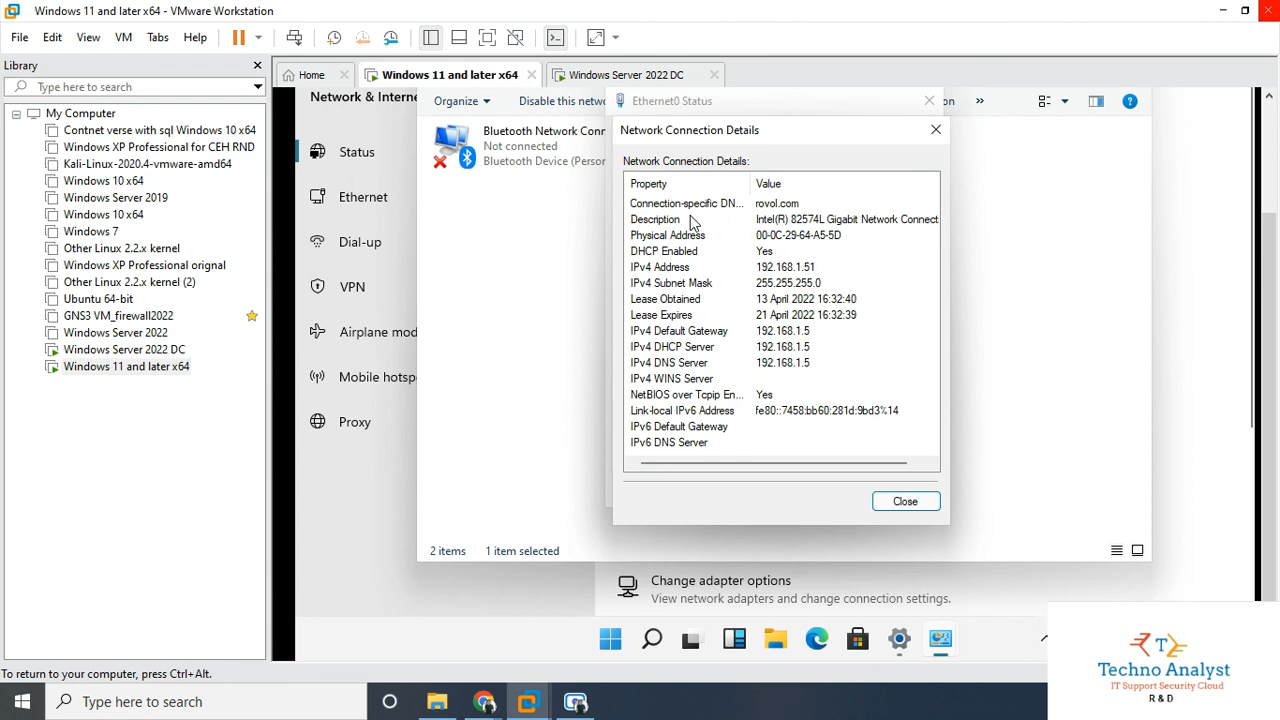 Windows 11 and later x64 - VMware Workstation
File Edit View VM Tabs Help
Library
Type here to search
My Computer
Contnet verse with sql Windows 10 x64
Windows XP Professional for CEH RND
Kali-Linux-2020.4-vmware-amd64
Windows 10 x64
Windows Server 2019
Windows 10 x64
Windows 7
Other Linux 2.2.x kernel
Windows XP Professional orignal
Other Linux 2.2.x kernel (2)
Ubuntu 64-bit
GNS3 VM_firewall2022
Windows Server 2022
Windows Server 2022 DC
Windows 11 and later x64
Home
Windows 11 and later x64
Windows Server 2022 DC
Network & Interne
Status
Ethernet
Dial-up
VPN
Airplane mod
Mobile hotsp
Proxy
Organize
Disable this netwo
on
»
Bluetooth Network Conn
Not connected
Bluetooth Device (Person
Ethernet0 Status
Network Connection Details
Network Connection Details:
Property Value
Connection-specific DN... rovol.com
Description Intel(R) 82574L Gigabit Network Connect
Physical Address 00-0C-29-64-A5-5D
DHCP Enabled Yes
IPv4 Address 192.168.1.51
IPv4 Subnet Mask 255.255.255.0
Lease Obtained 13 April 2022 16:32:40
Lease Expires 21 April 2022 16:32:39
IPv4 Default Gateway 192.168.1.5
IPv4 DHCP Server 192.168.1.5
IPv4 DNS Server 192.168.1.5
IPv4 WINS Server
NetBIOS over Tcpip En... Yes
Link-local IPv6 Address fe80::7458:bb60:281d:9bd3%14
IPv6 Default Gateway
IPv6 DNS Server
Close
2 items 1 item selected
Change adapter options
View network adapters and change connection settings.
To return to your computer, press Ctrl+Alt.
Type here to search
TZ
Techno Analyst
IT Support Security Cloud
R & D